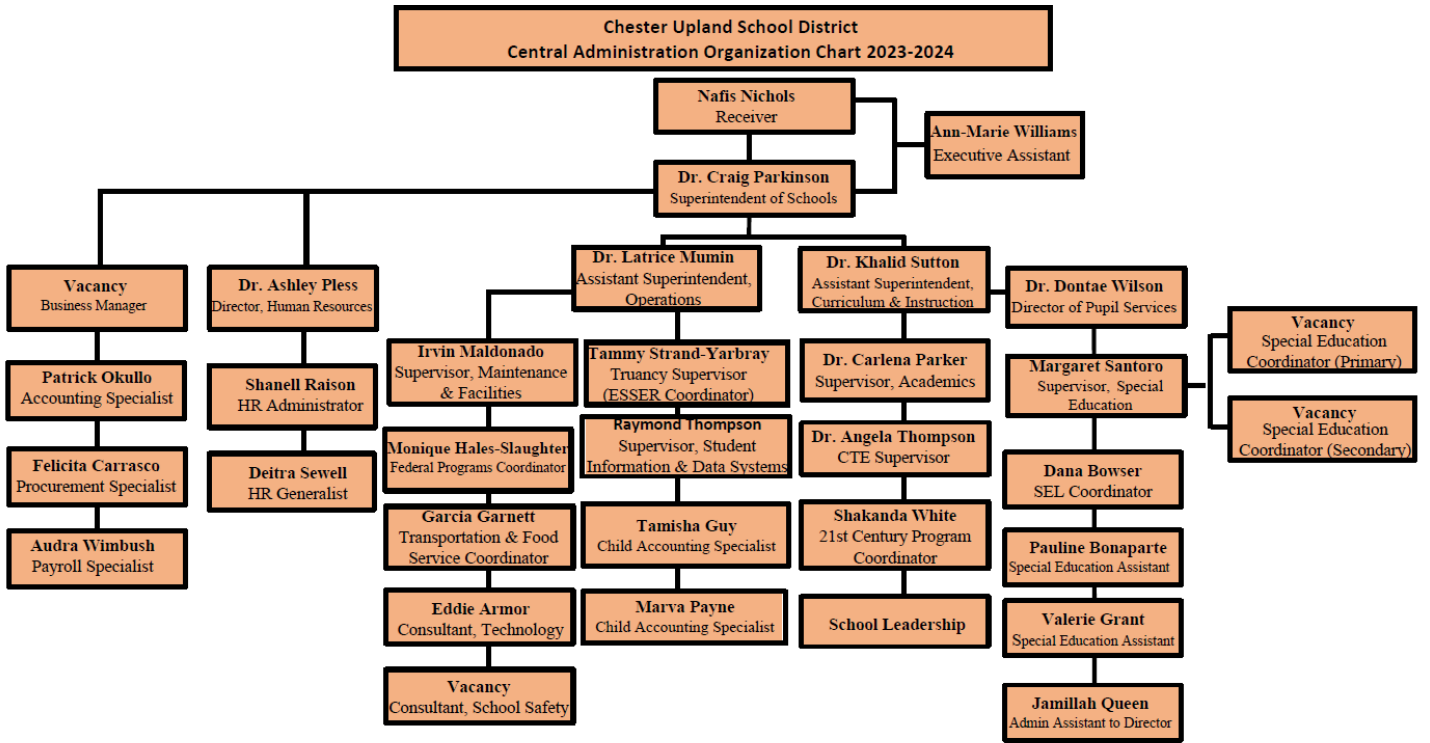 Chester Upland School District
Central Administration Organization Chart 2023-2024
Nafis Nichols
Receiver
Ann-Marie Williams
Executive Assistant
Dr. Craig Parkinson
Superintendent of Schools
Vacancy
Business Manager
Patrick Okullo
Accounting Specialist
Felicita Carrasco
Procurement Specialist
Audra Wimbush
Payroll Specialist
Dr. Ashley Pless
Director, Human Resources
Shanell Raison
HR Administrator
Deitra Sewell
HR Generalist
Dr. Latrice Mumin
Assistant Superintendent,
Operations
Irvin Maldonado
Supervisor, Maintenance
& Facilities
Monique Hales-Slaughter
Federal Programs Coordinator
Garcia Garnett
Transportation & Food
Service Coordinator
Eddie Armor
Consultant, Technology
Vacancy
Consultant, School Safety
Tammy Strand-Yarbray
Truancy Supervisor
(ESSER Coordinator)
Raymond Thompson
Supervisor, Student
Information & Data Systems
Tamisha Guy
Child Accounting Specialist
Marva Payne
Child Accounting Specialist
Dr. Khalid Sutton
Assistant Superintendent,
Curriculum & Instruction
Dr. Carlena Parker
Supervisor, Academics
Dr. Angela Thompson
CTE Supervisor
Shakanda White
21st Century Program
Coordinator
School Leadership
Dr. Dontae Wilson
Director of Pupil Services
Margaret Santoro
Supervisor, Special
Education
Vacancy
Special Education
Coordinator (Primary)
Vacancy
Special Education
Coordinator (Secondary)
Dana Bowser
SEL Coordinator
Pauline Bonaparte
Special Education Assistant
Valerie Grant
Special Education Assistant
Jamillah Queen
Admin Assistant to Director